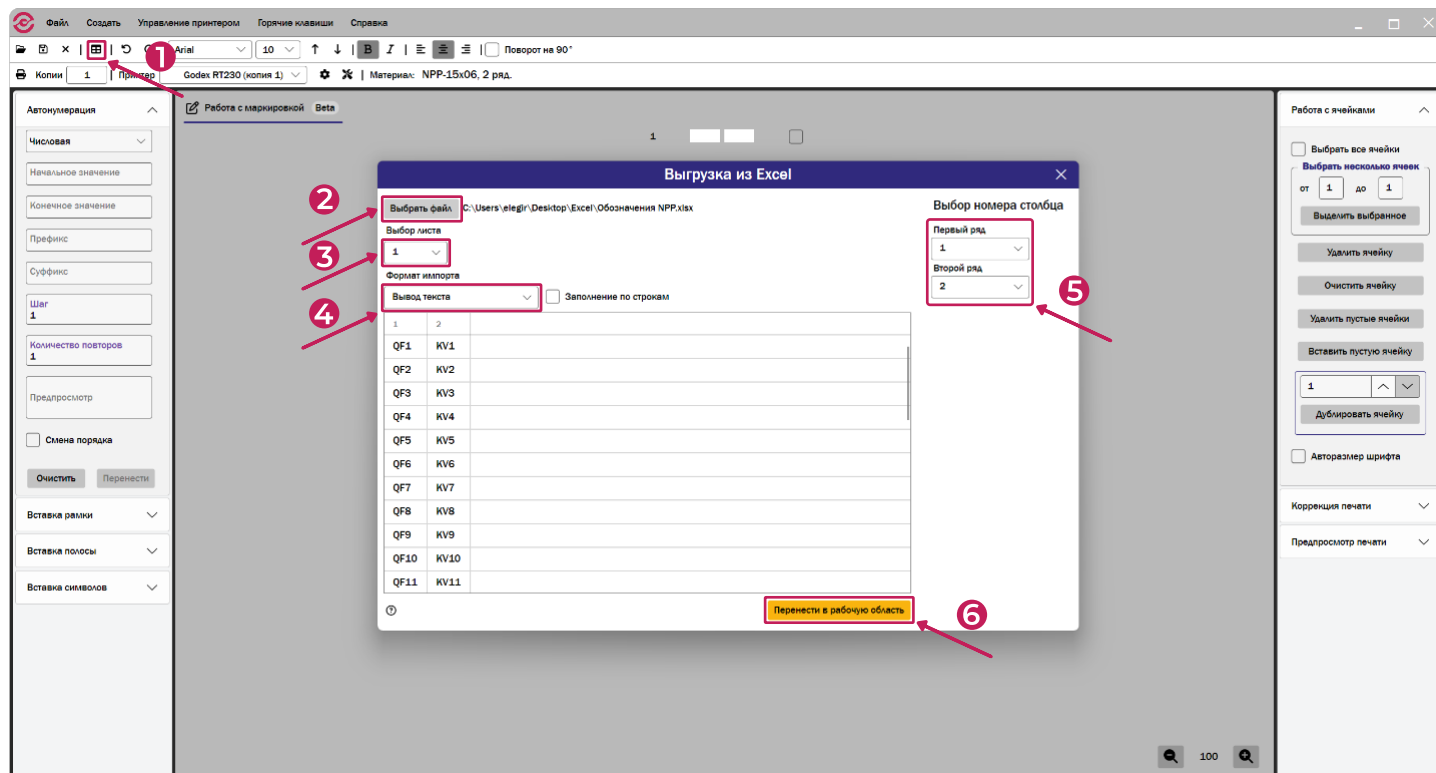 Файл Создать Управление принтером Горячие клавиши Справка
Arial 10 B I Поворот на 90°
1
Копии 1 Принтер Godex RT230 (копия 1) Материал: NPP-15x06, 2 ряд.
Автонумерация
Числовая
Начальное значение
Конечное значение
Префикс
Суффикс
Шаг
1
Количество повторов
1
Предпросмотр
Смена порядка
Очистить Перенести
Вставка рамки
Вставка полосы
Вставка символов
Работа с маркировкой Beta
1
Выгрузка из Excel
2
Выбрать файл C:\Users\elegir\Desktop\Excel\Обозначения NPP.xlsx
Выбор листа
3
1
Формат импорта
4
Вывод текста Заполнение по строкам
Выбор номера столбца
Первый ряд
1
Второй ряд
2
5
1 2
QF1 KV1
QF2 KV2
QF3 KV3
QF4 KV4
QF5 KV5
QF6 KV6
QF7 KV7
QF8 KV8
QF9 KV9
QF10 KV10
QF11 KV11
Перенести в рабочую область
6
100
Работа с ячейками
Выбрать все ячейки
Выбрать несколько ячеек
от 1 до 1
Выделить выбранное
Удалить ячейку
Очистить ячейку
Удалить пустые ячейки
Вставить пустую ячейку
1
Дублировать ячейку
Авторазмер шрифта
Коррекция печати
Предпросмотр печати